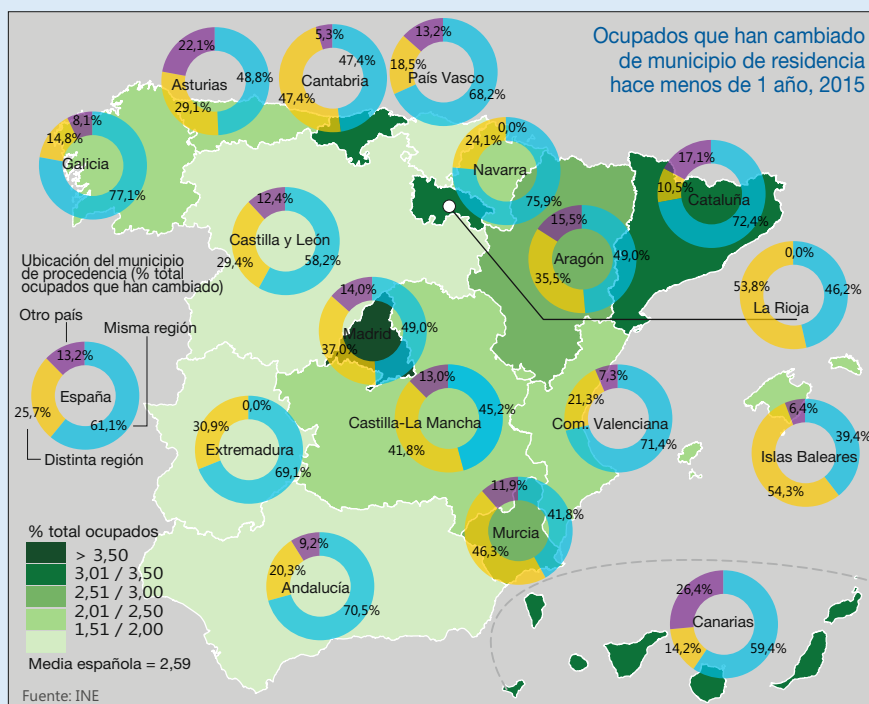 Ocupados que han cambiado
de municipio de residencia
hace menos de 1 año, 2015
22,1%
Asturias
48,8%
29,1%
5,3%
47,4%
Cantabria
47,4%
13,2%
18,5%
País Vasco
68,2%
8,1%
14,8%
Galicia
77,1%
0,0%
24,1%
Navarra
75,9%
17,1%
10,5%
Cataluña
72,4%
12,4%
Castilla y León
29,4%
58,2%
15,5%
Aragón
49,0%
35,5%
0,0%
53,8%
46,2%
La Rioja
Ubicación del municipio
de procedencia (% total
ocupados que han cambiado)
Otro país
Misma región
13,2%
España
25,7%
61,1%
Distinta región
14,0%
Madrid
49,0%
37,0%
13,0%
45,2%
Castilla-La Mancha
41,8%
7,3%
21,3%
Com. Valenciana
71,4%
6,4%
39,4%
Islas Baleares
54,3%
0,0%
30,9%
Extremadura
69,1%
11,9%
41,8%
Murcia
46,3%
9,2%
20,3%
Andalucía
70,5%
26,4%
Canarias
14,2%
59,4%
% total ocupados
> 3,50
3,01 / 3,50
2,51 / 3,00
2,01 / 2,50
1,51 / 2,00
Media española = 2,59
Fuente: INE